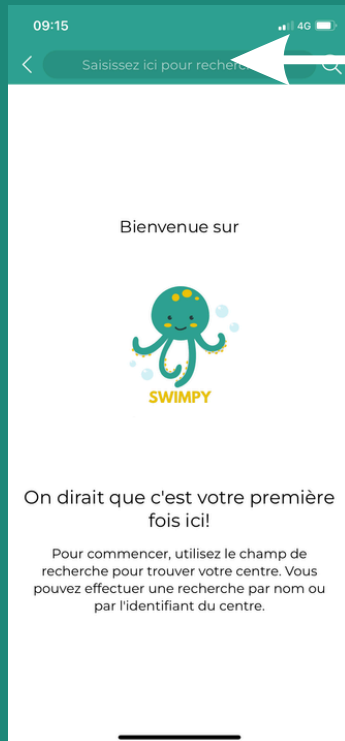 09:15
4G
Saisissez ici pour recher
Bienvenue sur
SWIMPY
On dirait que c'est votre première
fois ici!
Pour commencer, utilisez le champ de
recherche pour trouver votre centre. Vous
pouvez effectuer une recherche par nom ou
par l'identifiant du centre.